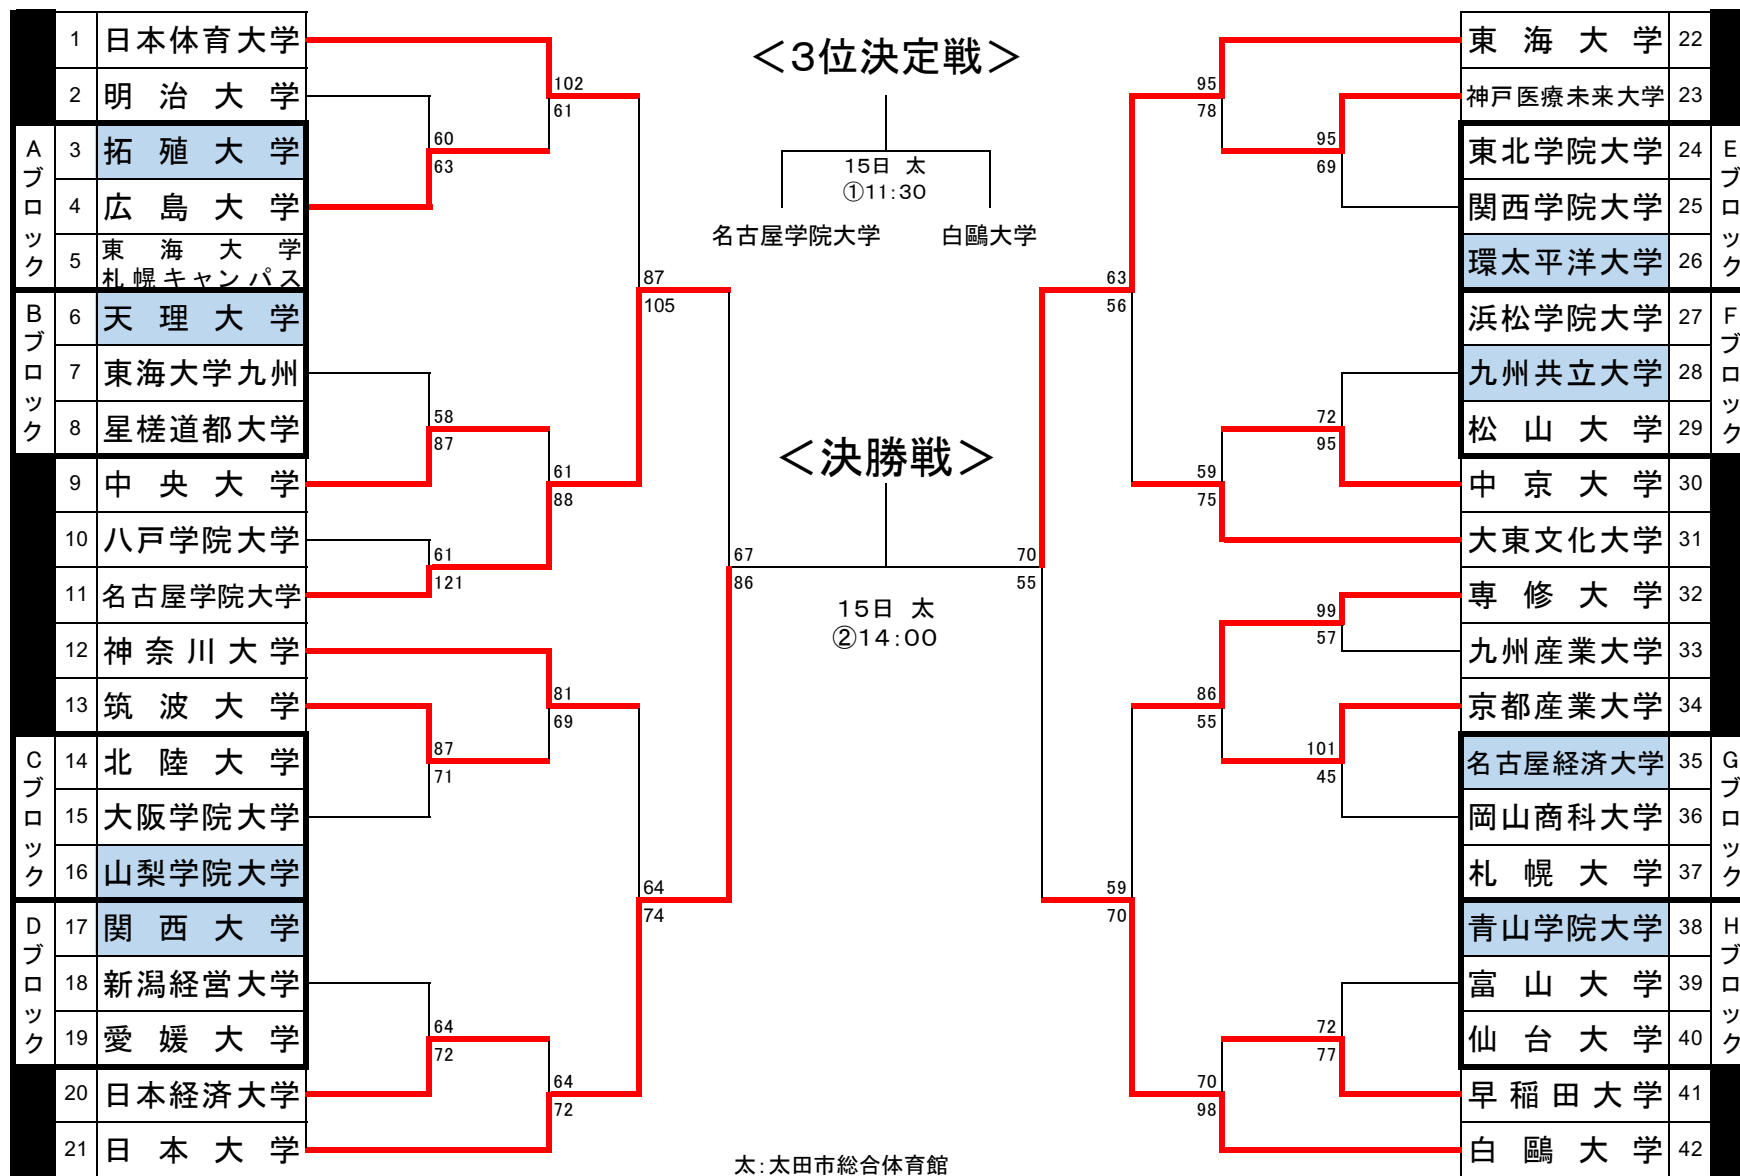 1 日本体育大学
2 明治大学
Aブロック
3 拓殖大学
4 広島大学
5 東海大学
札幌キャンパス
Bブロック
6 天理大学
7 東海大学九州
8 星槎道都大学
9 中央大学
10 八戸学院大学
11 名古屋学院大学
12 神奈川大学
13 筑波大学
Cブロック
14 北陸大学
15 大阪学院大学
16 山梨学院大学
Dブロック
17 関西大学
18 新潟経営大学
19 愛媛大学
20 日本経済大学
21 日本大学
102
61
60
63
87
105
58
87
61
88
61
121
67
86
81
69
87
71
64
74
64
72
64
72
＜3位決定戦＞
15日 太
①11:30
名古屋学院大学 白鷗大学
＜決勝戦＞
15日 太
②14:00
太:太田市総合体育館
95
78
95
69
63
56
72
95
59
75
70
55
99
57
86
55
101
45
59
70
72
77
70
98
東海大学 22
神戸医療未来大学 23
Eブロック
東北学院大学 24
関西学院大学 25
環太平洋大学 26
Fブロック
浜松学院大学 27
九州共立大学 28
松山大学 29
中京大学 30
大東文化大学 31
専修大学 32
九州産業大学 33
京都産業大学 34
Gブロック
名古屋経済大学 35
岡山商科大学 36
札幌大学 37
Hブロック
青山学院大学 38
富山大学 39
仙台大学 40
早稲田大学 41
白鷗大学 42